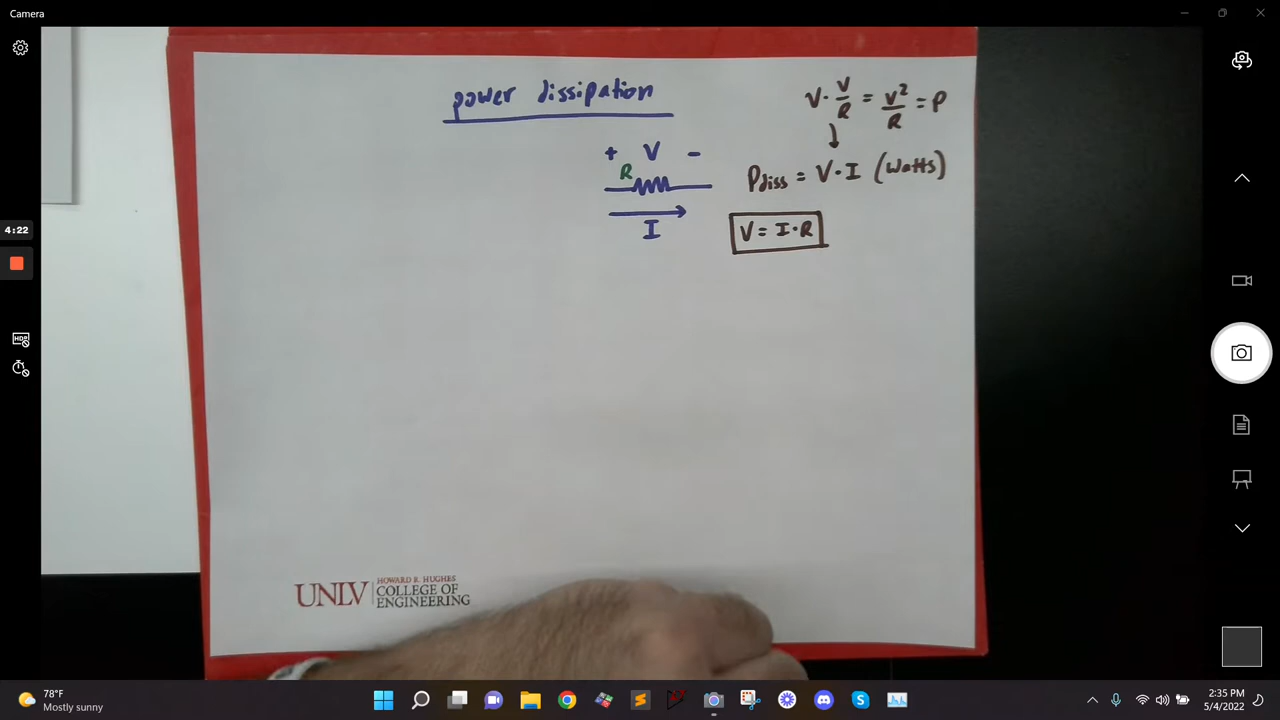 Camera
power dissipation
V · V/R = V²/R = P
+ V -
R
Pdiss = V · I (Watts)
I
V = I · R
4:22
HDR
UNLV
HOWARD R. HUGHES
COLLEGE OF
ENGINEERING
78°F
Mostly sunny
2:35 PM
5/4/2022